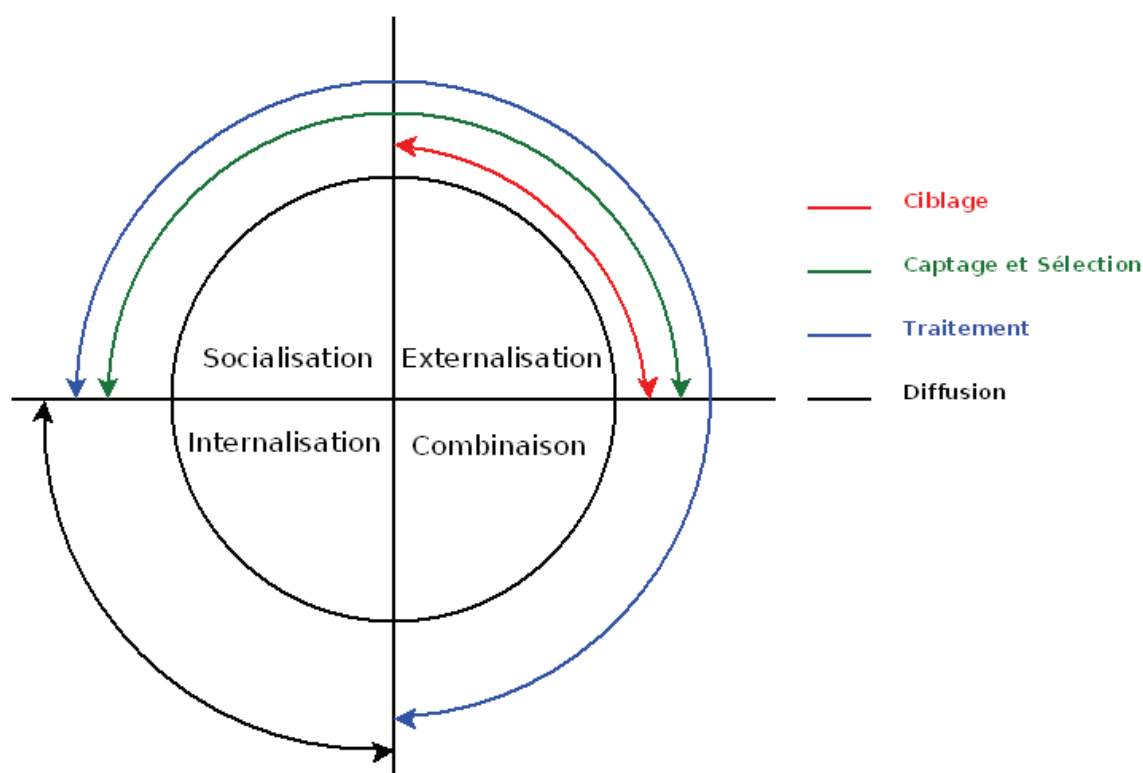 Socialisation
Externalisation
Internalisation
Combinaison
Ciblage
Captage et Sélection
Traitement
Diffusion